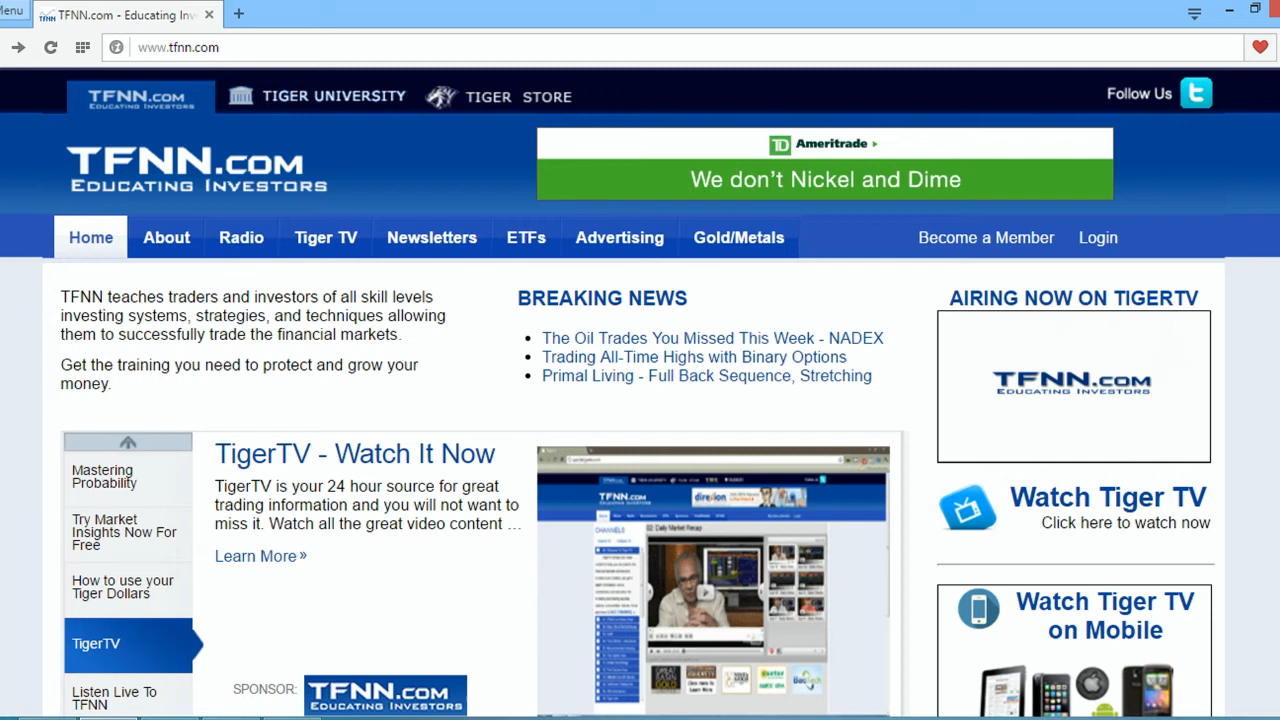 Menu
TFNN.com - Educating Inv
www.tfnn.com
TFNN.COM
EDUCATING INVESTORS
TIGER UNIVERSITY
TIGER STORE
Follow Us
TFNN.COM
EDUCATING INVESTORS
TD Ameritrade
We don't Nickel and Dime
Home
About
Radio
Tiger TV
Newsletters
ETFs
Advertising
Gold/Metals
Become a Member
Login
TFNN teaches traders and investors of all skill levels
investing systems, strategies, and techniques allowing
them to successfully trade the financial markets.
Get the training you need to protect and grow your
money.
BREAKING NEWS
The Oil Trades You Missed This Week - NADEX
Trading All-Time Highs with Binary Options
Primal Living - Full Back Sequence, Stretching
AIRING NOW ON TIGERTV
TFNN.COM
EDUCATING INVESTORS
Watch Tiger TV
Click here to watch now
Watch Tiger TV
on Mobile
Mastering
Probability
To Market
Insights Now For
Free
How to use your
Tiger Dollars
TigerTV
Listen Live To
TFNN
TigerTV - Watch It Now
TigerTV is your 24 hour source for great
trading information and you will not want to
miss it. Watch all the great video content ...
Learn More »
SPONSOR:
TFNN.COM
EDUCATING INVESTORS
TFNN.COM
direxion
CHANNELS
02: Daily Market Recap